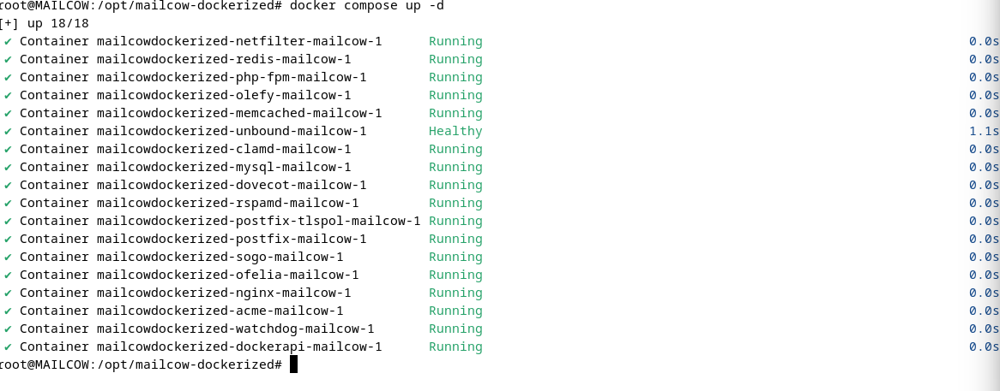 root@MAILCOW:/opt/mailcow-dockerized# docker compose up -d
[+] up 18/18
✔ Container mailcowdockerized-netfilter-mailcow-1 Running 0.0s
✔ Container mailcowdockerized-redis-mailcow-1 Running 0.0s
✔ Container mailcowdockerized-php-fpm-mailcow-1 Running 0.0s
✔ Container mailcowdockerized-olefy-mailcow-1 Running 0.0s
✔ Container mailcowdockerized-memcached-mailcow-1 Running 0.0s
✔ Container mailcowdockerized-unbound-mailcow-1 Healthy 1.1s
✔ Container mailcowdockerized-clamd-mailcow-1 Running 0.0s
✔ Container mailcowdockerized-mysql-mailcow-1 Running 0.0s
✔ Container mailcowdockerized-dovecot-mailcow-1 Running 0.0s
✔ Container mailcowdockerized-rspamd-mailcow-1 Running 0.0s
✔ Container mailcowdockerized-postfix-tlspol-mailcow-1 Running 0.0s
✔ Container mailcowdockerized-postfix-mailcow-1 Running 0.0s
✔ Container mailcowdockerized-sogo-mailcow-1 Running 0.0s
✔ Container mailcowdockerized-ofelia-mailcow-1 Running 0.0s
✔ Container mailcowdockerized-nginx-mailcow-1 Running 0.0s
✔ Container mailcowdockerized-acme-mailcow-1 Running 0.0s
✔ Container mailcowdockerized-watchdog-mailcow-1 Running 0.0s
✔ Container mailcowdockerized-dockerapi-mailcow-1 Running 0.0s
root@MAILCOW:/opt/mailcow-dockerized#